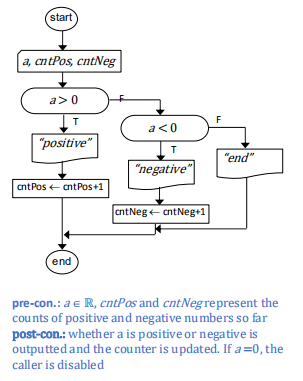 start
a, cntPos, cntNeg
a > 0
F
T
a < 0
F
"positive"
T
"negative"
"end"
cntPos ← cntPos+1
cntNeg ← cntNeg+1
end
pre-con.: a ∈ ℝ, cntPos and cntNeg represent the
counts of positive and negative numbers so far
post-con.: whether a is positive or negative is
outputted and the counter is updated. If a =0, the
caller is disabled